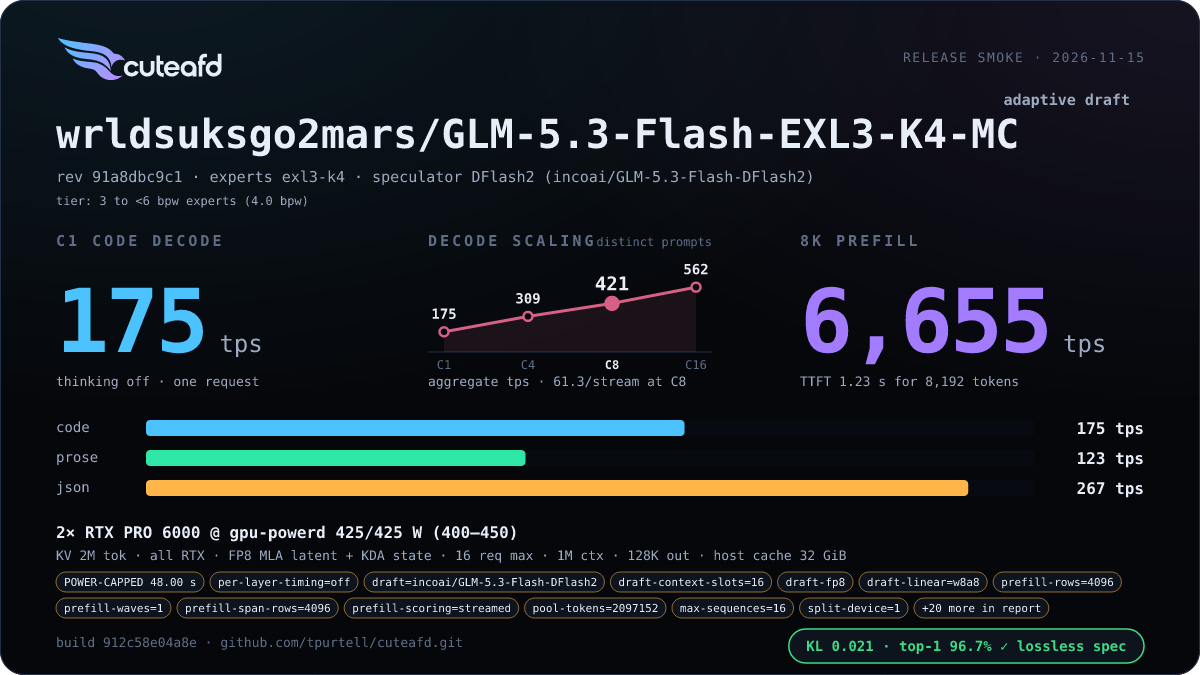 cuteafd
RELEASE SMOKE · 2026-11-15
adaptive draft
wrldsuksgo2mars/GLM-5.3-Flash-EXL3-K4-MC
rev 91a8dbc9c1 · experts exl3-k4 · speculator DFlash2 (incoai/GLM-5.3-Flash-DFlash2)
tier: 3 to <6 bpw experts (4.0 bpw)
C1 CODE DECODE
175 tps
thinking off · one request
DECODE SCALING distinct prompts
175 309 421 562
C1 C4 C8 C16
aggregate tps · 61.3/stream at C8
8K PREFILL
6,655 tps
TTFT 1.23 s for 8,192 tokens
code 175 tps
prose 123 tps
json 267 tps
2× RTX PRO 6000 @ gpu-powerd 425/425 W (400–450)
KV 2M tok · all RTX · FP8 MLA latent + KDA state · 16 req max · 1M ctx · 128K out · host cache 32 GiB
POWER-CAPPED 48.00 s per-layer-timing=off draft=incoai/GLM-5.3-Flash-DFlash2 draft-context-slots=16 draft-fp8 draft-linear=w8a8 prefill-rows=4096
prefill-waves=1 prefill-span-rows=4096 prefill-scoring=streamed pool-tokens=2097152 max-sequences=16 split-device=1 +20 more in report
build 912c58e04a8e · github.com/tpurtell/cuteafd.git
KL 0.021 · top-1 96.7% ✓ lossless spec